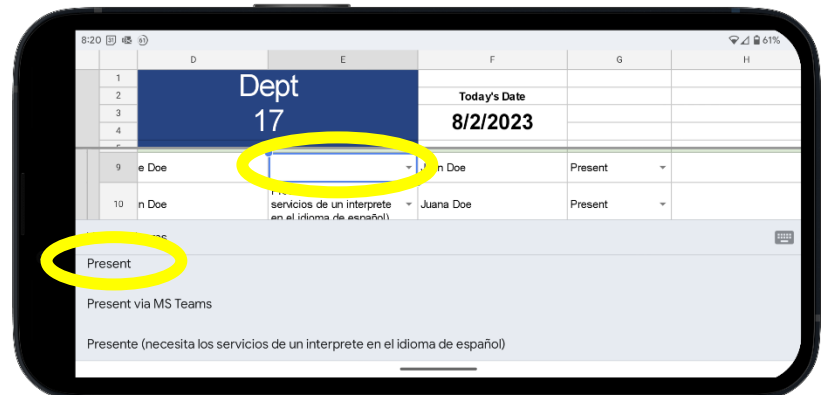 8:20 31 61%
D E F G H
1
2
3
4
Dept
17
Today's Date
8/2/2023
9 e Doe n Doe Present
10 n Doe servicios de un interprete Juana Doe Present
en el idioma de español)
Present
Present via MS Teams
Presente (necesita los servicios de un interprete en el idioma de español)